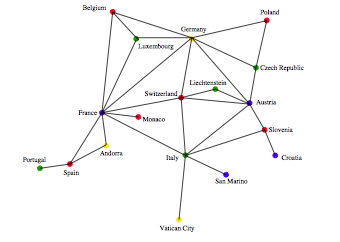 Belgium
Poland
Germany
Luxembourg
Czech Republic
Liechtenstein
Switzerland
Austria
France
Monaco
Slovenia
Andorra
Italy
Croatia
Portugal
Spain
San Marino
Vatican City